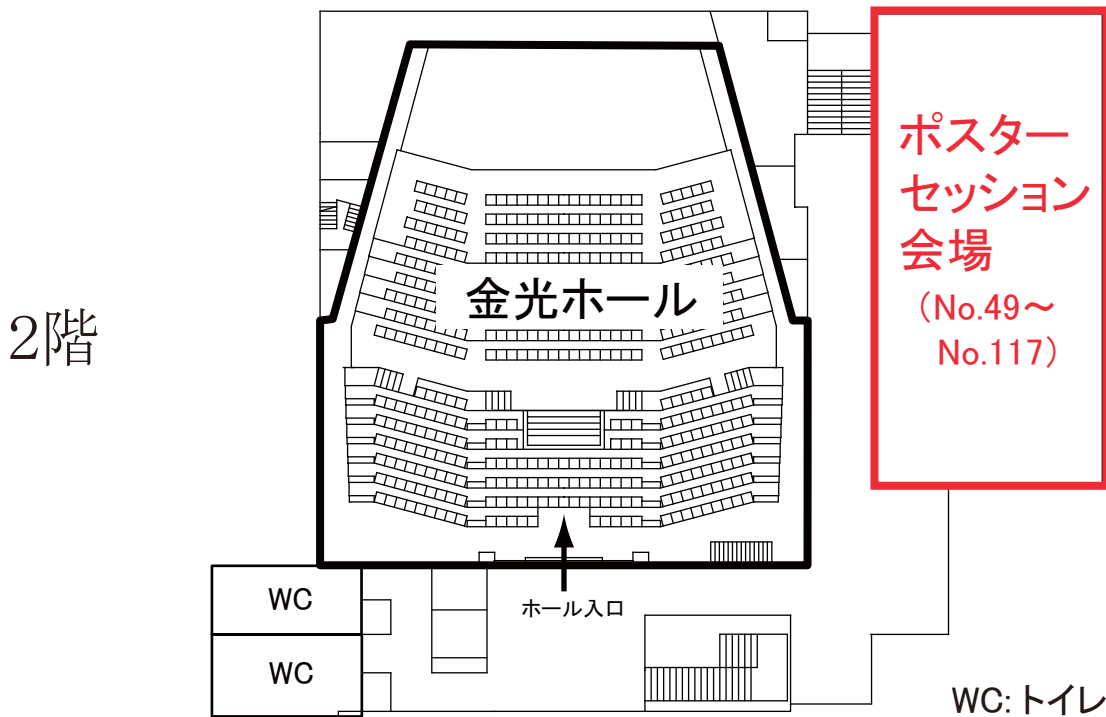 2階
金光ホール
ホール入口
ポスター
セッション
会場
（No.49～
No.117）
WC
WC
WC:トイレ